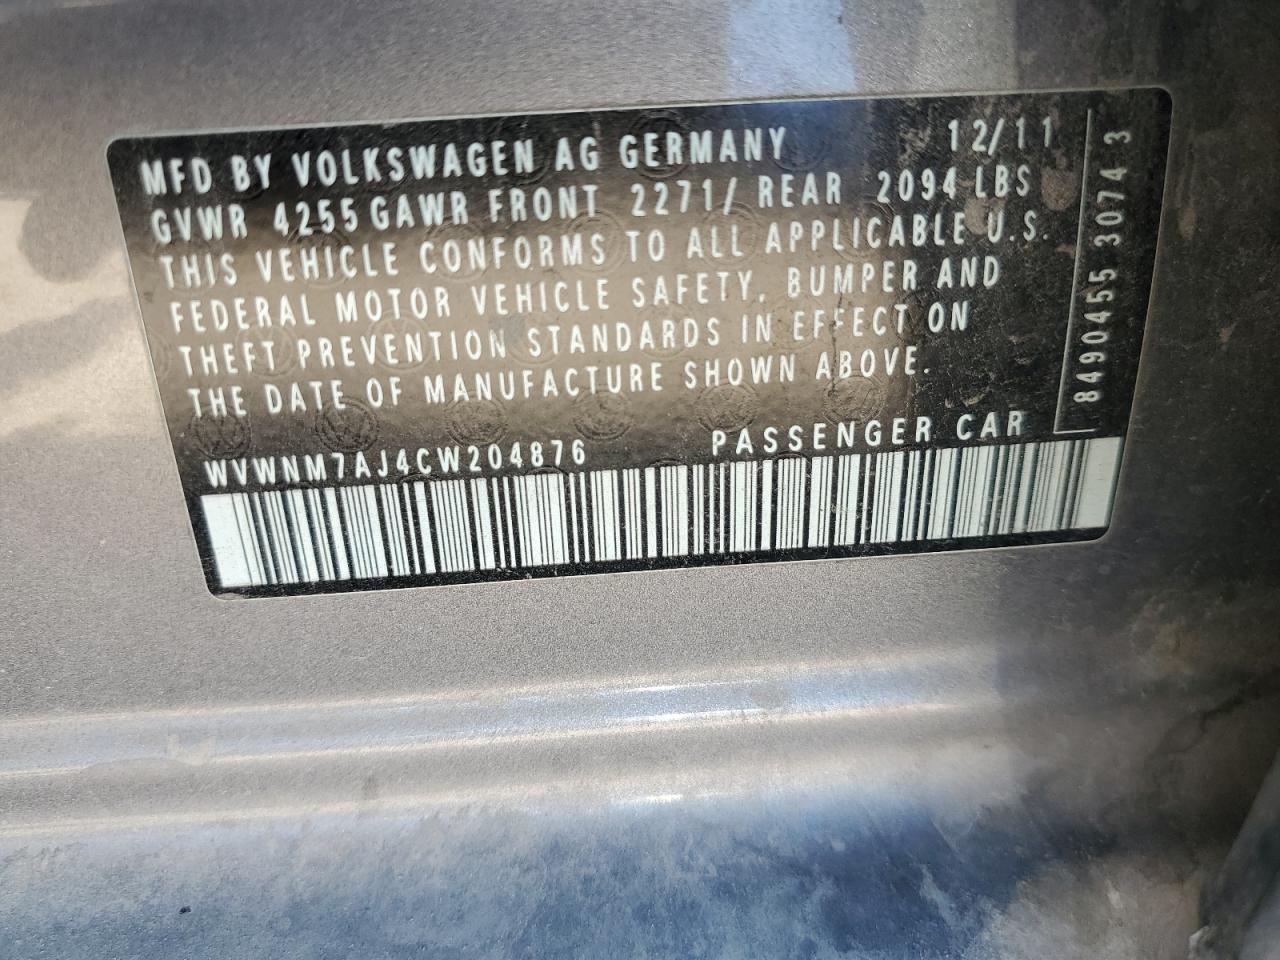 MFD BY VOLKSWAGEN AG GERMANY 12/11
GVWR 4255 GAWR FRONT 2271/ REAR 2094 LBS
THIS VEHICLE CONFORMS TO ALL APPLICABLE U.S.
FEDERAL MOTOR VEHICLE SAFETY, BUMPER AND
THEFT PREVENTION STANDARDS IN EFFECT ON
THE DATE OF MANUFACTURE SHOWN ABOVE.
WVWNM7AJ4CW204876 PASSENGER CAR
8490455 3074 3